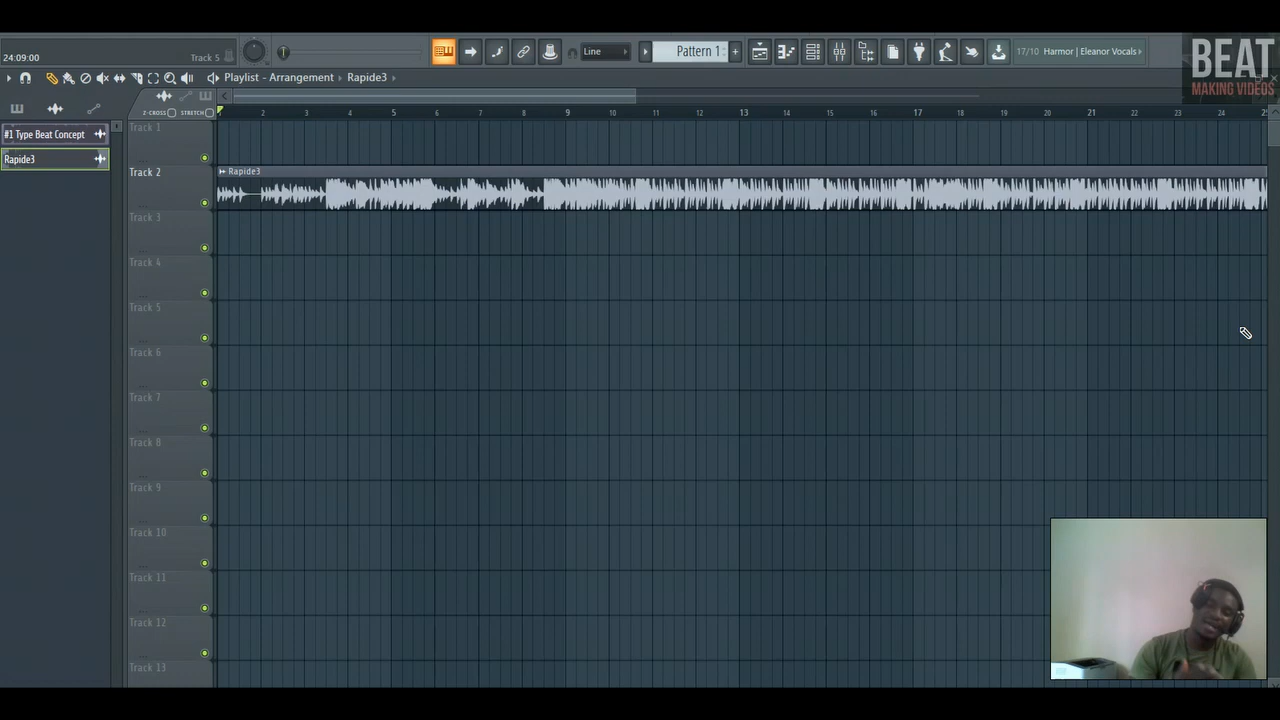 24:09:00
Track 5
Line
Pattern 1
+
17/10 Harmor | Eleanor Vocals
BEAT
MAKING VIDEOS
Playlist - Arrangement
Rapide3
Z-CROSS
STRETCH
2 3 4 5 6 7 8 9 10 11 12 13 14 15 16 17 18 19 20 21 22 23 24 25
#1 Type Beat Concept
Rapide3
Track 1
Track 2
Rapide3
Track 3
Track 4
Track 5
Track 6
Track 7
Track 8
Track 9
Track 10
Track 11
Track 12
Track 13